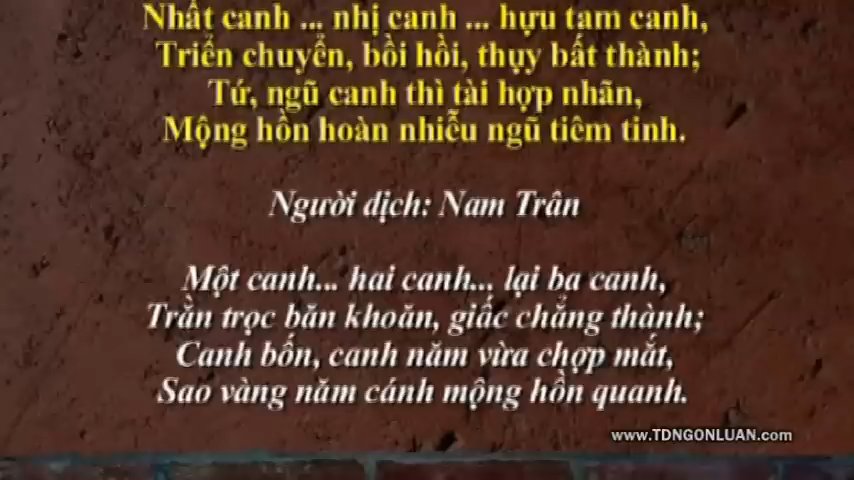 Nhất canh ... nhị canh ... hựu tam canh,
Triển chuyển, bồi hồi, thụy bất thành;
Tứ, ngũ canh thì tài hợp nhãn,
Mộng hồn hoàn nhiễu ngũ tiêm tinh.
Người dịch: Nam Trân
Một canh... hai canh... lại ba canh,
Trằn trọc băn khoăn, giấc chẳng thành;
Canh bốn, canh năm vừa chợp mắt,
Sao vàng năm cánh mộng hồn quanh.
www.TDNGONLUAN.com